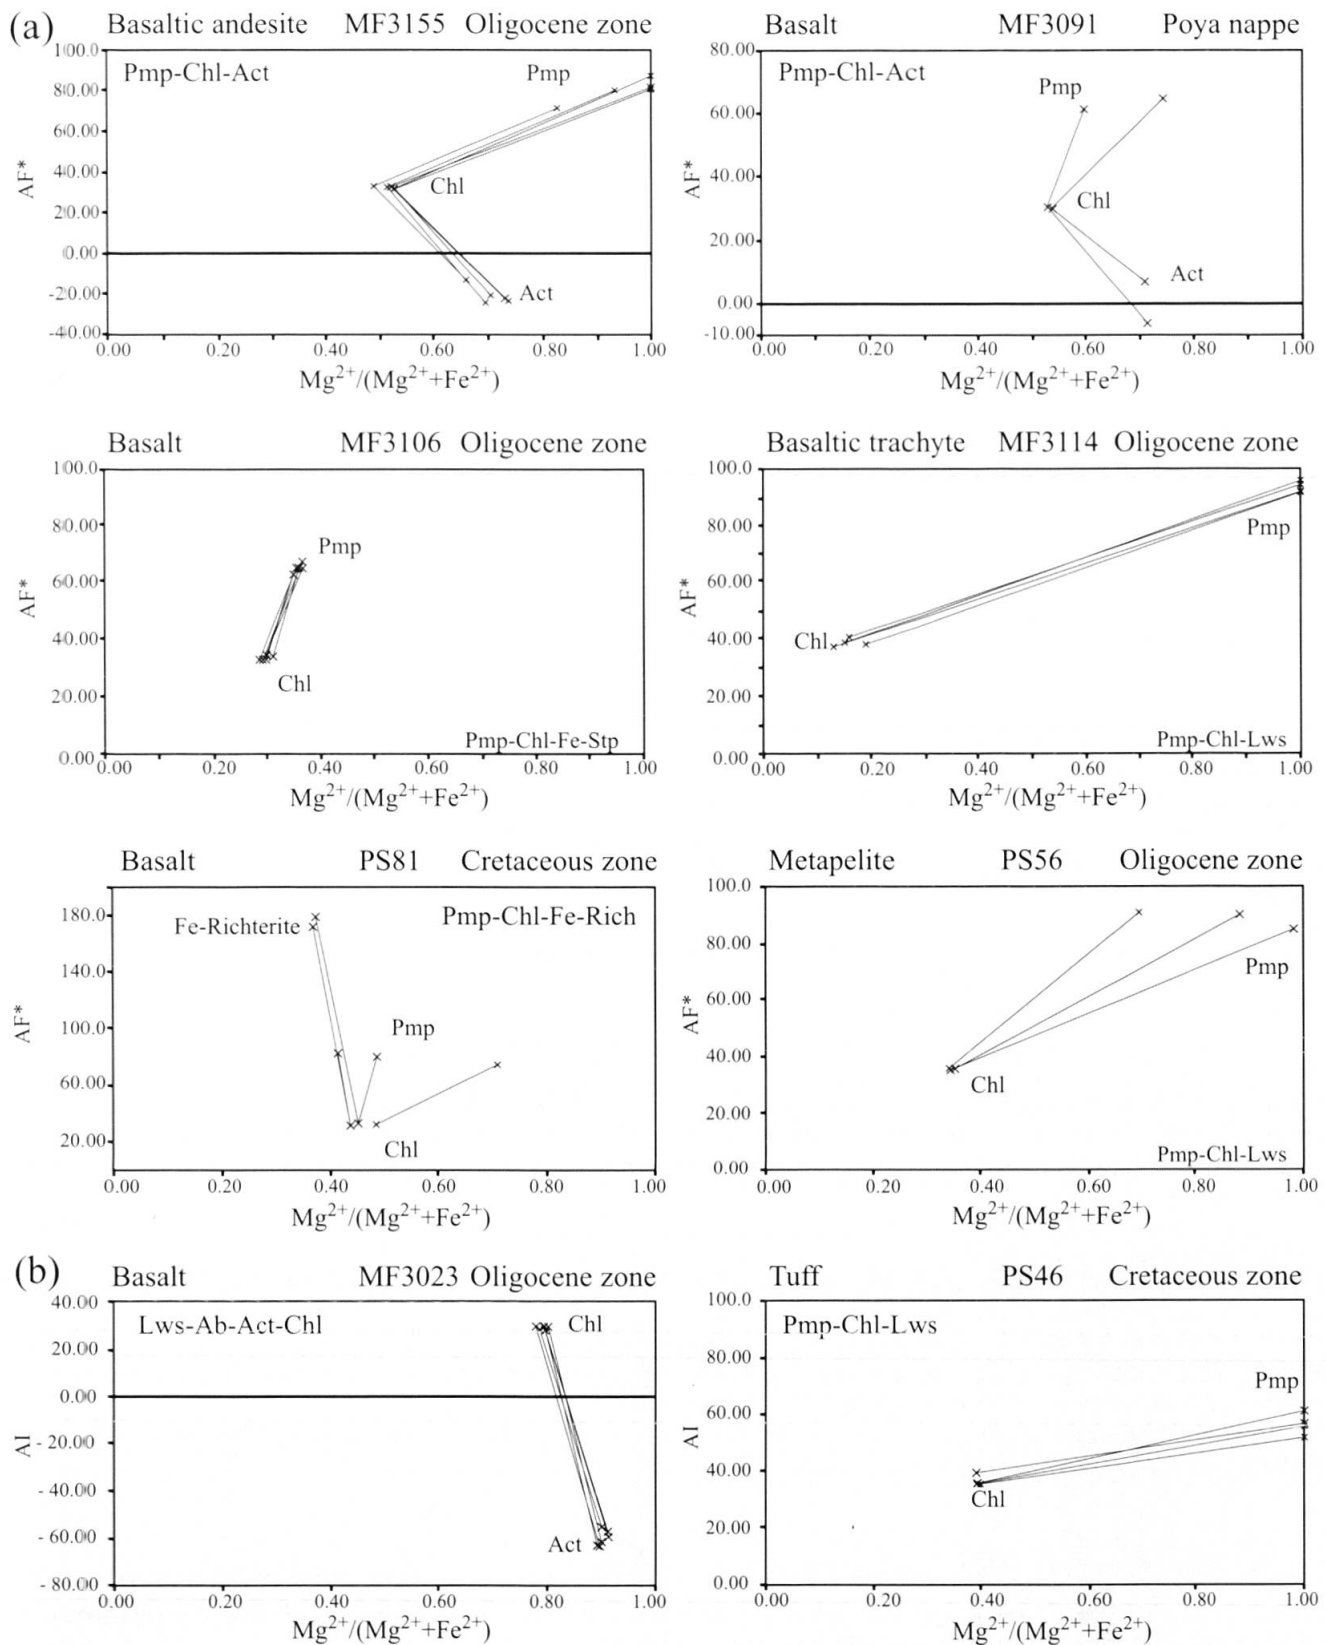 (a)
Basaltic andesite MF3155 Oligocene zone
100.0
80.00
60.00
40.00
20.00
0.00
-20.00
-40.00
AF*
Pmp-Chl-Act
Pmp
Chl
Act
0.00 0.20 0.40 0.60 0.80 1.00
Mg2+/(Mg2++Fe2+)
Basalt MF3091 Poya nappe
80.00
60.00
40.00
20.00
0.00
-10.00
AF*
Pmp-Chl-Act
Pmp
Chl
Act
0.00 0.20 0.40 0.60 0.80 1.00
Mg2+/(Mg2++Fe2+)
Basalt MF3106 Oligocene zone
100.0
80.00
60.00
40.00
20.00
0.00
AF*
Pmp
Chl
Pmp-Chl-Fe-Stp
0.00 0.20 0.40 0.60 0.80 1.00
Mg2+/(Mg2++Fe2+)
Basaltic trachyte MF3114 Oligocene zone
100.0
80.00
60.00
40.00
20.00
0.00
AF*
Pmp
Chl
Pmp-Chl-Lws
0.00 0.20 0.40 0.60 0.80 1.00
Mg2+/(Mg2++Fe2+)
Basalt PS81 Cretaceous zone
180.0
140.0
100.0
60.00
20.00
AF*
Pmp-Chl-Fe-Rich
Fe-Richterite
Pmp
Chl
0.00 0.20 0.40 0.60 0.80 1.00
Mg2+/(Mg2++Fe2+)
Metapelite PS56 Oligocene zone
100.0
80.00
60.00
40.00
20.00
0.00
AF*
Pmp
Chl
Pmp-Chl-Lws
0.00 0.20 0.40 0.60 0.80 1.00
Mg2+/(Mg2++Fe2+)
(b)
Basalt MF3023 Oligocene zone
40.00
20.00
0.00
- 20.00
- 40.00
- 60.00
- 80.00
AI
Lws-Ab-Act-Chl
Chl
Act
0.00 0.20 0.40 0.60 0.80 1.00
Mg2+/(Mg2++Fe2+)
Tuff PS46 Cretaceous zone
100.0
80.00
60.00
40.00
20.00
0.00
AI
Pmp-Chl-Lws
Pmp
Chl
0.00 0.20 0.40 0.60 0.80 1.00
Mg2+/(Mg2++Fe2+)